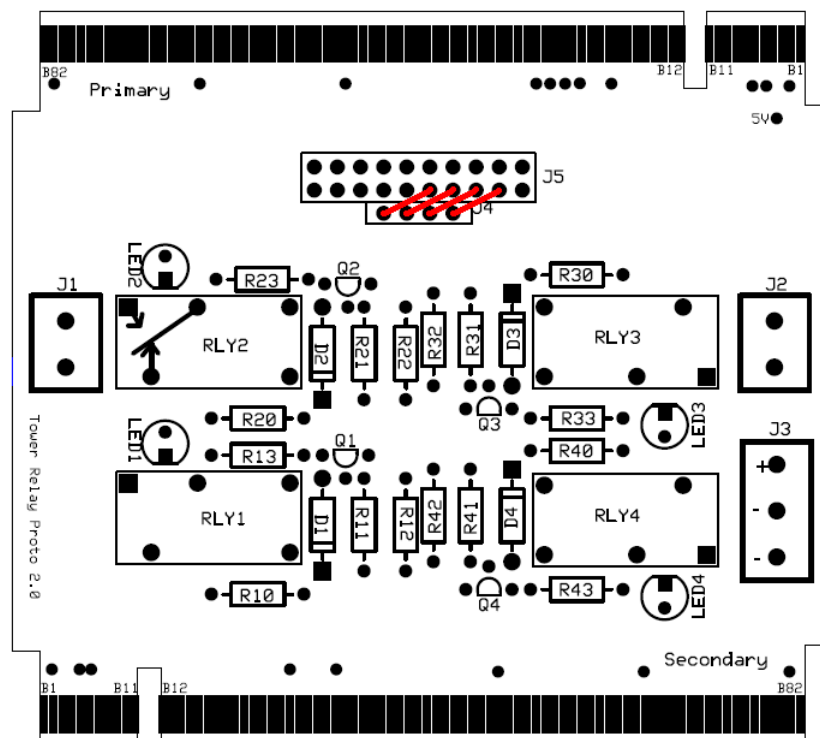 B82
B12
B11
B1
Primary
5V
J5
J4
LED2
Q2
J1
R23
R30
J2
RLY2
D2
R21
R22
R32
R31
D3
RLY3
Q3
R20
R33
LED3
LED1
R13
Q1
R40
J3
Tower Relay Proto 2.0
RLY1
D1
R11
R12
R42
R41
D4
RLY4
+
-
-
R10
Q4
R43
LED4
Secondary
B1
B11
B12
B82